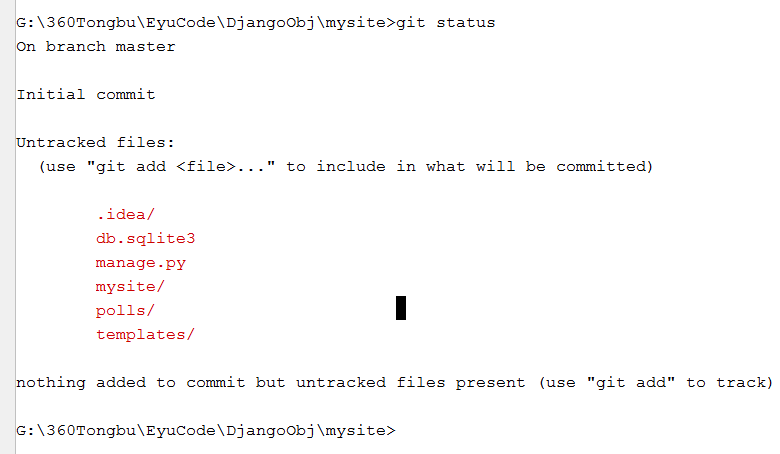 G:\360Tongbu\EyuCode\DjangoObj\mysite>git status
On branch master
Initial commit
Untracked files:
(use "git add <file>..." to include in what will be committed)
.idea/
db.sqlite3
manage.py
mysite/
polls/
templates/
nothing added to commit but untracked files present (use "git add" to track)
G:\360Tongbu\EyuCode\DjangoObj\mysite>